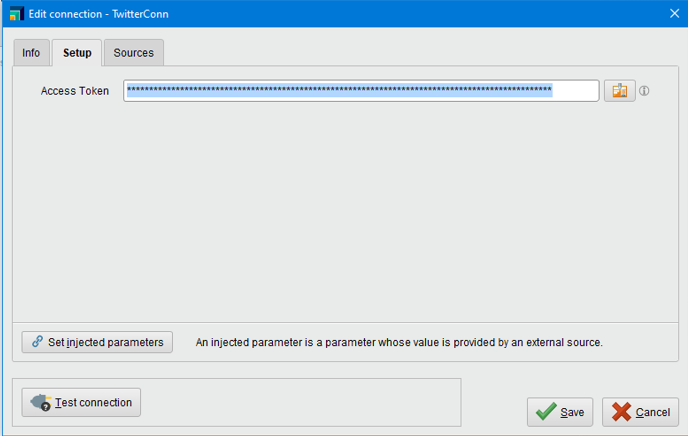 Edit connection - TwitterConn
Info Setup Sources
Access Token *************************************************************************************************
Set injected parameters An injected parameter is a parameter whose value is provided by an external source.
Test connection
Save Cancel